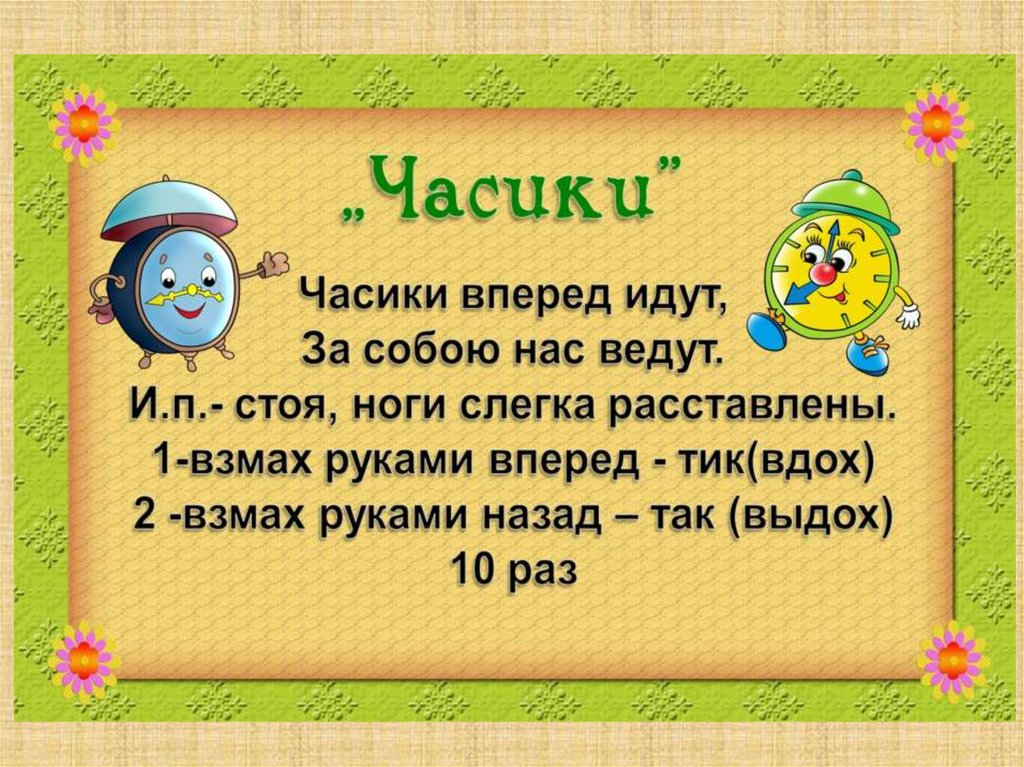 „Часики”
Часики вперед идут,
За собою нас ведут.
И.п.- стоя, ноги слегка расставлены.
1-взмах руками вперед - тик(вдох)
2 -взмах руками назад – так (выдох)
10 раз